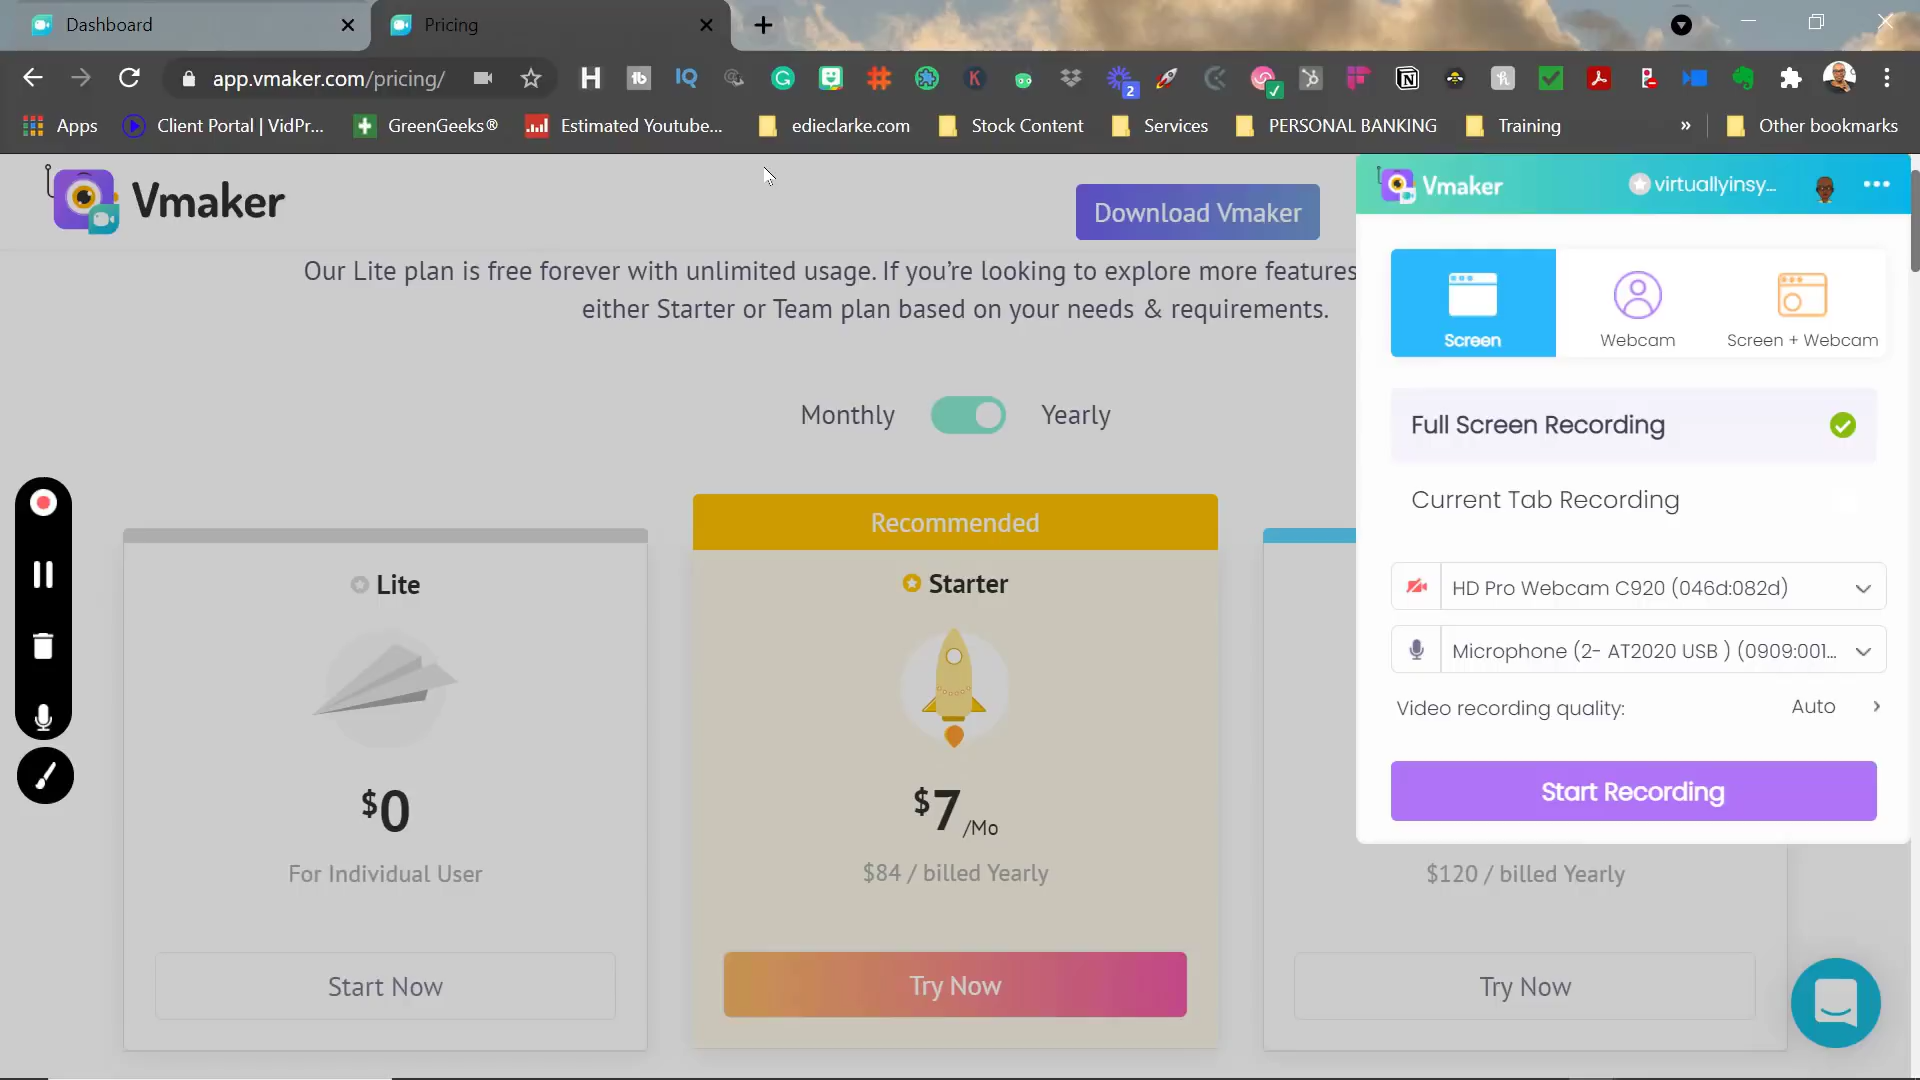 Dashboard
Pricing
app.vmaker.com/pricing/
2
Apps
Client Portal | VidPr...
GreenGeeks®
Estimated Youtube...
edieclarke.com
Stock Content
Services
PERSONAL BANKING
Training
»
Other bookmarks
Vmaker
Download Vmaker
Our Lite plan is free forever with unlimited usage. If you're looking to explore more features
either Starter or Team plan based on your needs & requirements.
Monthly
Yearly
Recommended
Lite
$0
For Individual User
Start Now
Starter
$7 /Mo
$84 / billed Yearly
Try Now
$120 / billed Yearly
Try Now
Vmaker
virtuallyinsy...
Screen
Webcam
Screen + Webcam
Full Screen Recording
Current Tab Recording
HD Pro Webcam C920 (046d:082d)
Microphone (2- AT2020 USB ) (0909:001...
Video recording quality:
Auto
Start Recording